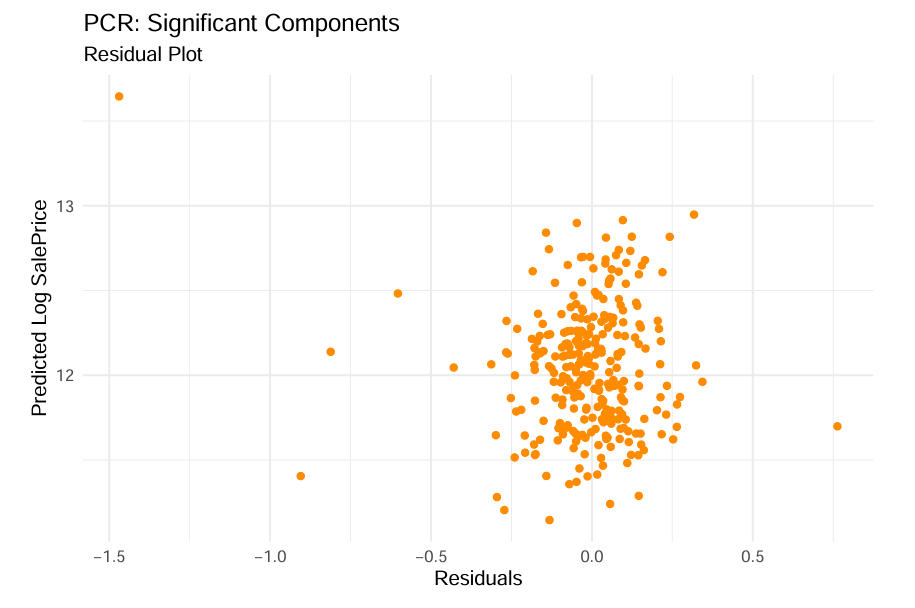 PCR: Significant Components
Residual Plot
Predicted Log SalePrice
13
12
−1.5
−1.0
−0.5
0.0
0.5
Residuals